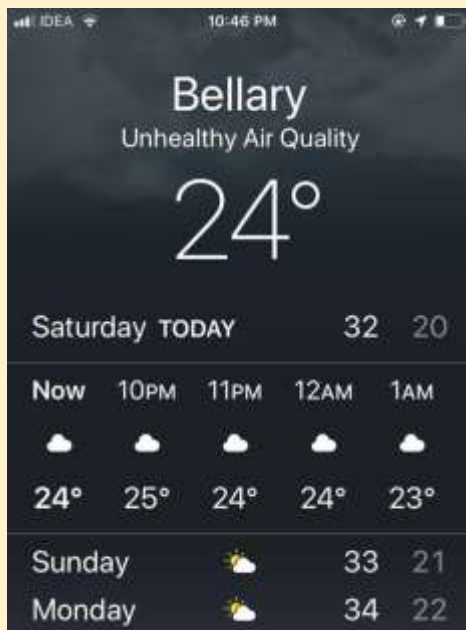 IDEA 10:46 PM
Bellary
Unhealthy Air Quality
24°
Saturday TODAY 32 20
Now 10PM 11PM 12AM 1AM
24° 25° 24° 24° 23°
Sunday 33 21
Monday 34 22